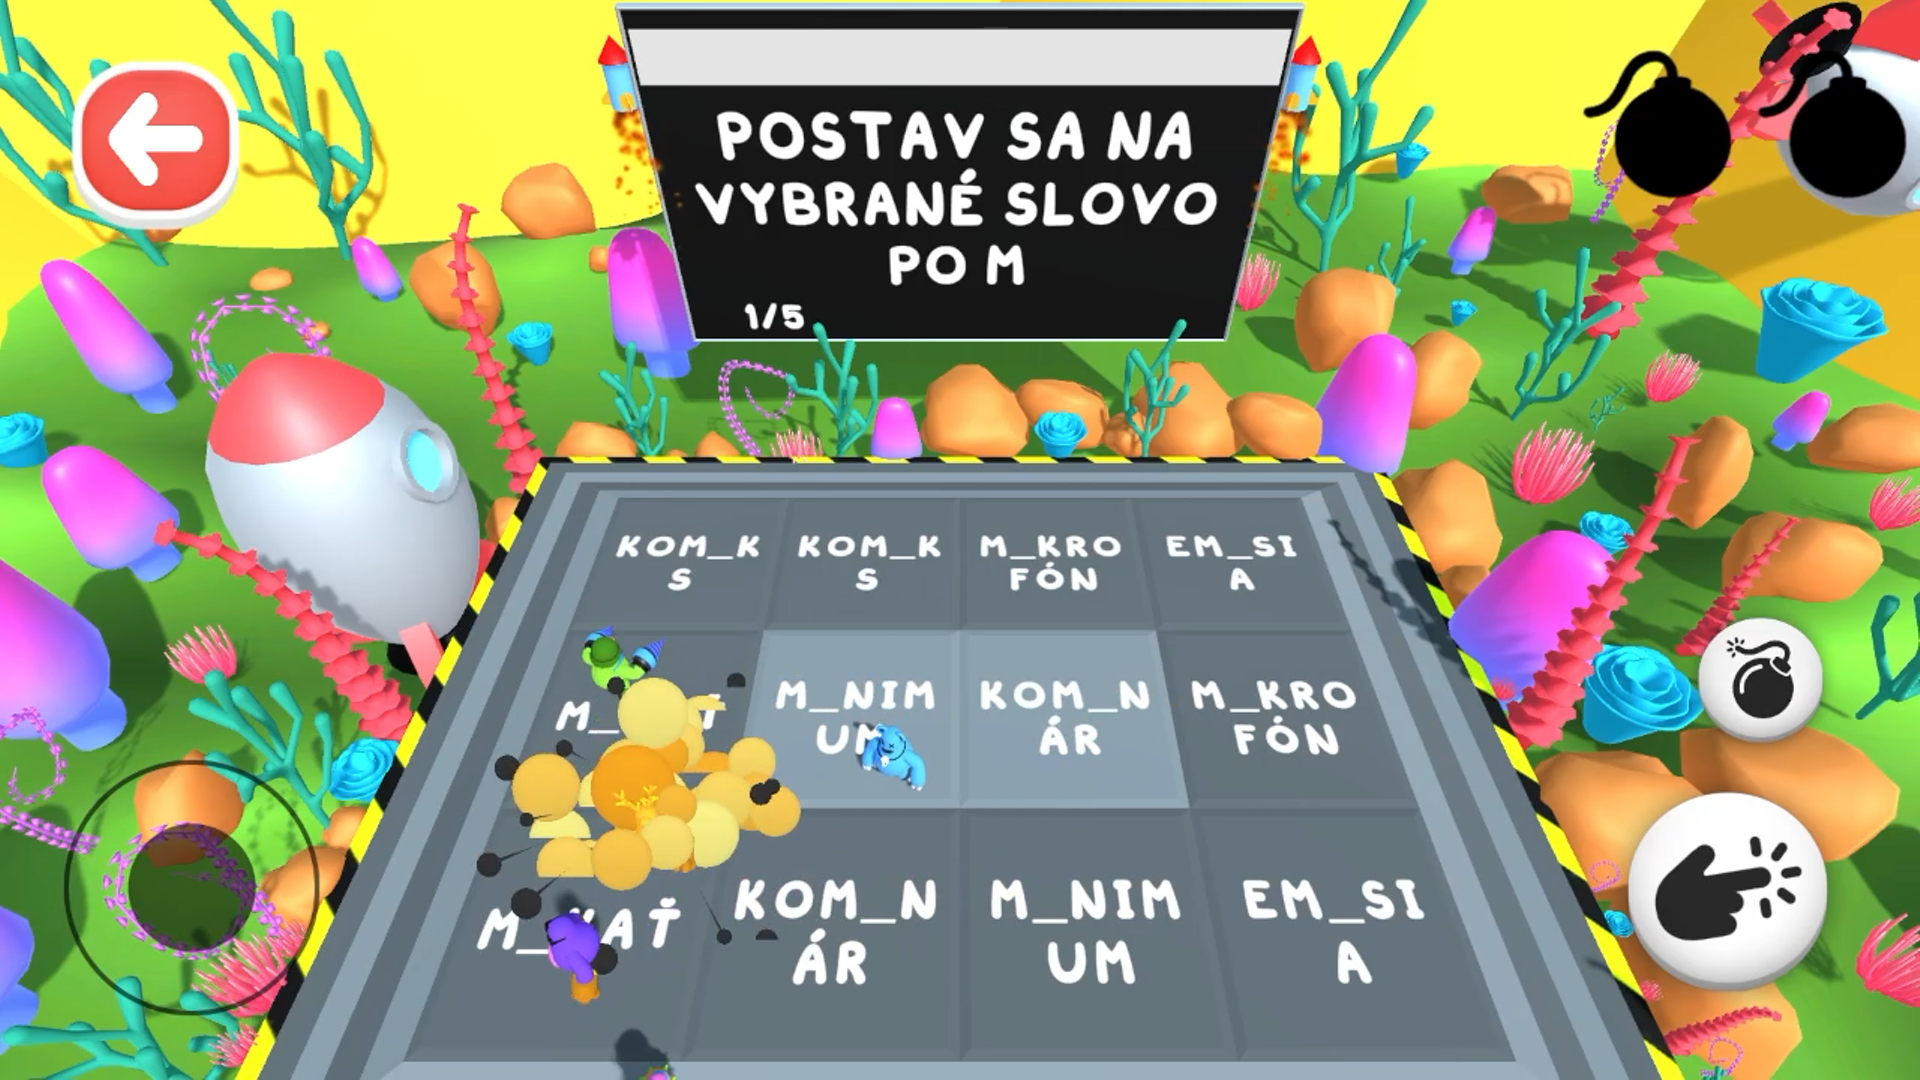 POSTAV SA NA
VYBRANÉ SLOVO
PO M
1/5
KOM_K
S
KOM_K
S
M_KRO
FÓN
EM_SI
A
M_NIM
UM
KOM_N
ÁR
M_KRO
FÓN
KOM_N
ÁR
M_NIM
UM
EM_SI
A